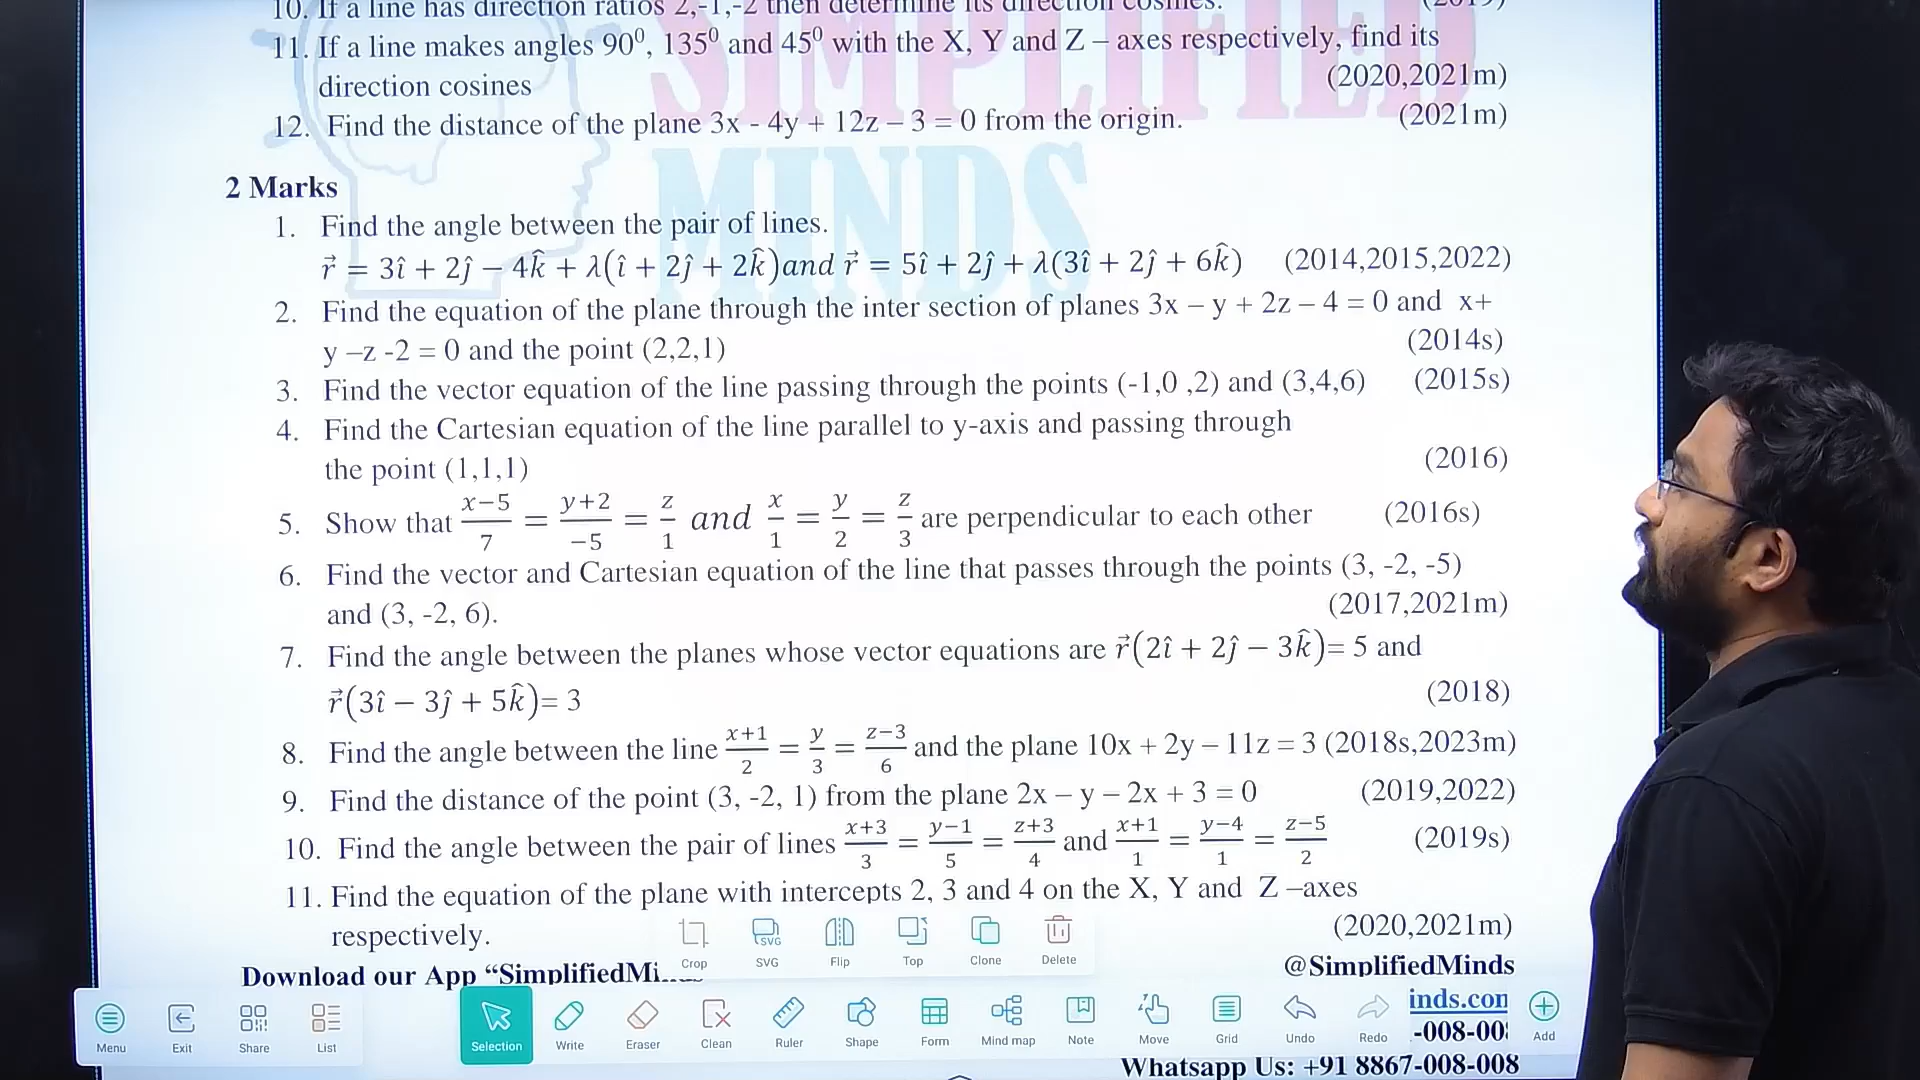 10. If a line has direction ratios 2,-1,-2 then determine its direction cosines. (2019)
11. If a line makes angles 90⁰, 135⁰ and 45⁰ with the X, Y and Z – axes respectively, find its
direction cosines (2020,2021m)
12. Find the distance of the plane 3x - 4y + 12z – 3 = 0 from the origin. (2021m)
SIMPLIFIED
MINDS
2 Marks
1. Find the angle between the pair of lines.
r⃗ = 3î + 2ĵ − 4k̂ + λ(î + 2ĵ + 2k̂)and r⃗ = 5î + 2ĵ + λ(3î + 2ĵ + 6k̂) (2014,2015,2022)
2. Find the equation of the plane through the inter section of planes 3x – y + 2z – 4 = 0 and x+
y –z -2 = 0 and the point (2,2,1) (2014s)
3. Find the vector equation of the line passing through the points (-1,0 ,2) and (3,4,6) (2015s)
4. Find the Cartesian equation of the line parallel to y-axis and passing through
the point (1,1,1) (2016)
5. Show that (x−5)/7 = (y+2)/−5 = z/1 and x/1 = y/2 = z/3 are perpendicular to each other (2016s)
6. Find the vector and Cartesian equation of the line that passes through the points (3, -2, -5)
and (3, -2, 6). (2017,2021m)
7. Find the angle between the planes whose vector equations are r⃗(2î + 2ĵ − 3k̂)= 5 and
r⃗(3î − 3ĵ + 5k̂)= 3 (2018)
8. Find the angle between the line (x+1)/2 = y/3 = (z−3)/6 and the plane 10x + 2y – 11z = 3 (2018s,2023m)
9. Find the distance of the point (3, -2, 1) from the plane 2x – y – 2x + 3 = 0 (2019,2022)
10. Find the angle between the pair of lines (x+3)/3 = (y−1)/5 = (z+3)/4 and (x+1)/1 = (y−4)/1 = (z−5)/2 (2019s)
11. Find the equation of the plane with intercepts 2, 3 and 4 on the X, Y and Z –axes
respectively. (2020,2021m)
Crop SVG Flip Top Clone Delete
Download our App “SimplifiedMi @SimplifiedMinds
inds.con
-008-00
Menu Exit Share List Selection Write Eraser Clean Ruler Shape Form Mind map Note Move Grid Undo Redo Add
Whatsapp Us: +91 8867-008-008